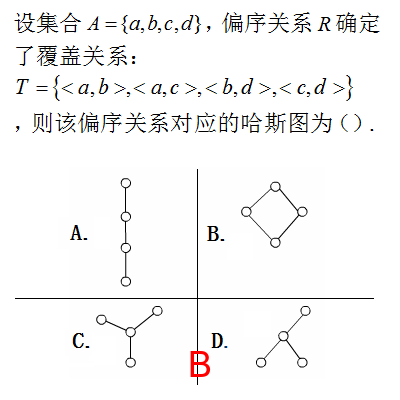 设集合 A={a,b,c,d}，偏序关系 R 确定
了覆盖关系：
T={<a,b>,<a,c>,<b,d>,<c,d>}
，则该偏序关系对应的哈斯图为（）.
A. B.
C. D.
B